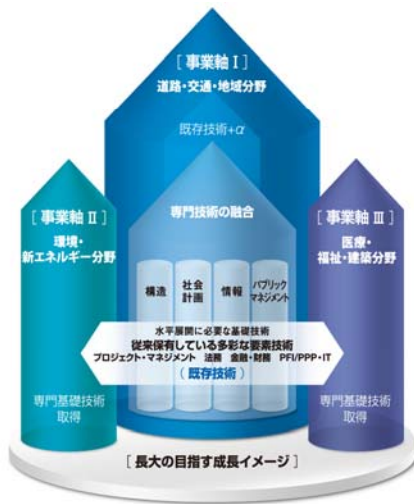 [ 事業軸Ⅰ ]
道路・交通・地域分野
既存技術+α
[ 事業軸Ⅱ ]
環境・
新エネルギー分野
専門技術の融合
[ 事業軸Ⅲ ]
医療・
福祉・建築分野
構造
社会
計画
情報
パブリック
マネジメント
水平展開に必要な基礎技術
従来保有している多彩な要素技術
プロジェクト・マネジメント 法務 金融・財務 PFI/PPP・IT
( 既存技術 )
専門基礎技術
取得
専門基礎技術
取得
[ 長大の目指す成長イメージ ]